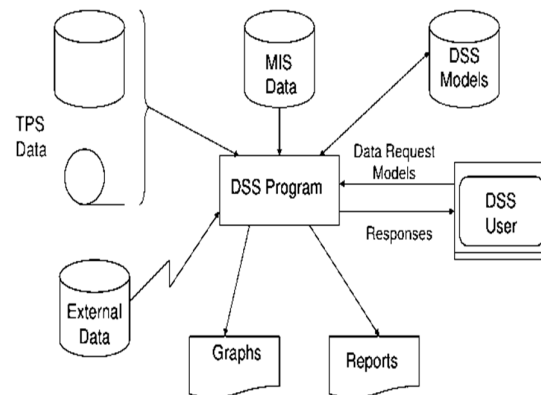 MIS
Data
DSS
Models
TPS
Data
DSS Program
Data Request
Models
DSS
User
Responses
External
Data
Graphs
Reports